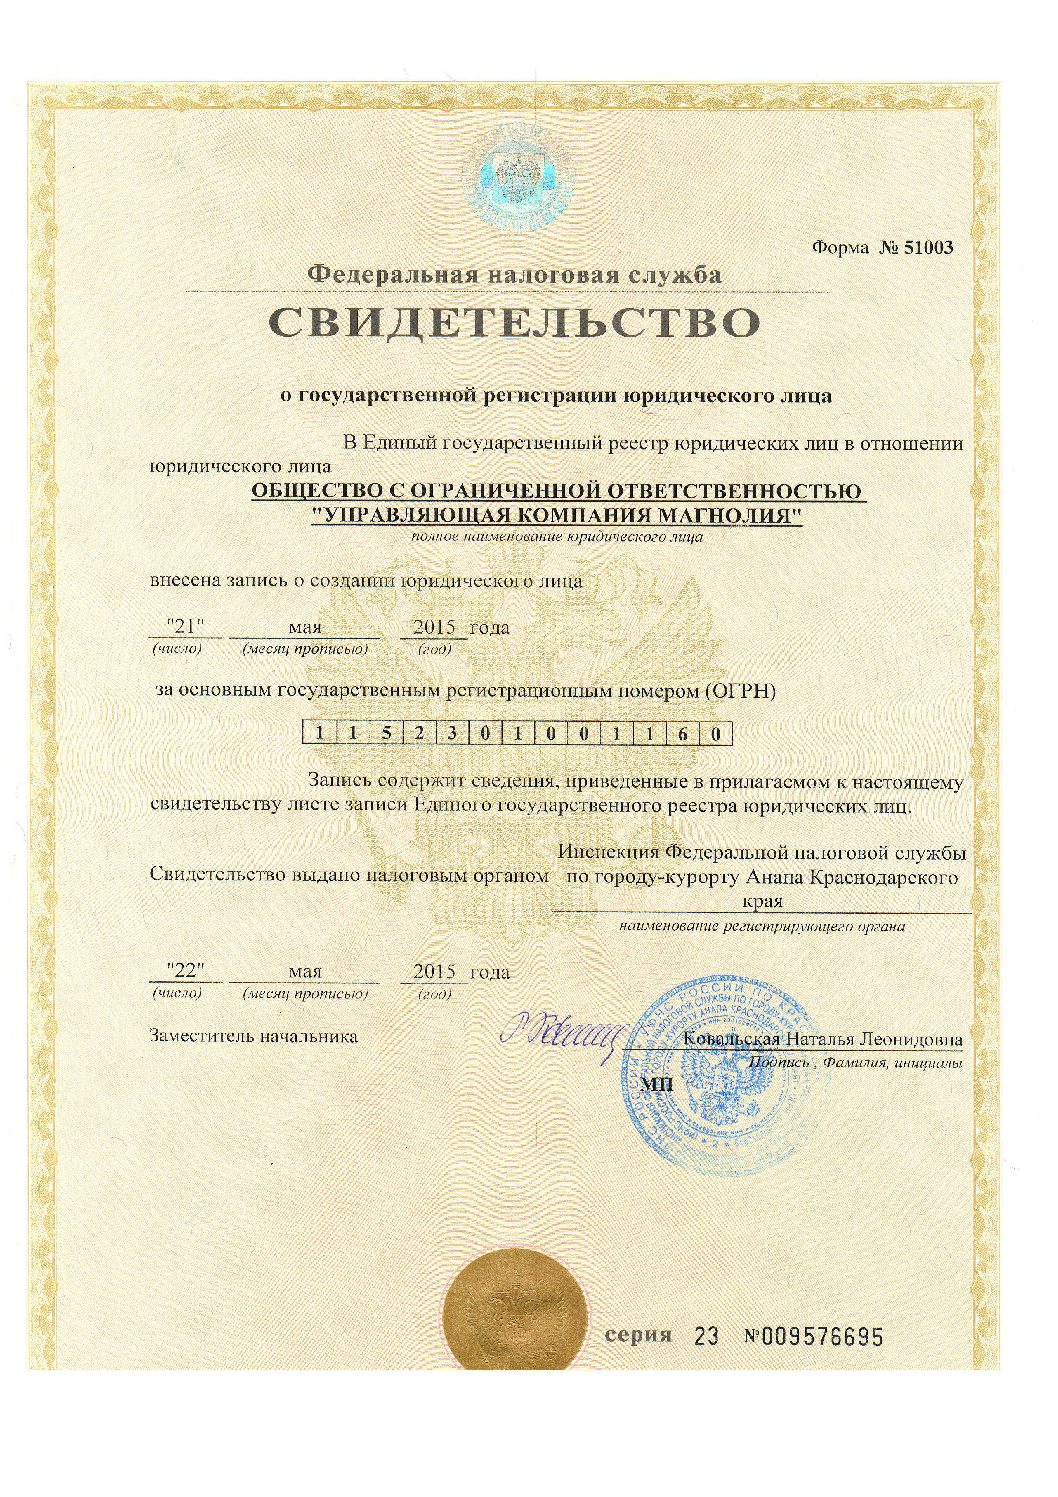 Форма № 51003
Федеральная налоговая служба
СВИДЕТЕЛЬСТВО
о государственной регистрации юридического лица
В Единый государственный реестр юридических лиц в отношении
юридического лица
ОБЩЕСТВО С ОГРАНИЧЕННОЙ ОТВЕТСТВЕННОСТЬЮ
"УПРАВЛЯЮЩАЯ КОМПАНИЯ МАГНОЛИЯ"
полное наименование юридического лица
внесена запись о создании юридического лица
"21" мая 2015 года
(число) (месяц прописью) (год)
за основным государственным регистрационным номером (ОГРН)
1 1 5 2 3 0 1 0 0 1 1 6 0
Запись содержит сведения, приведенные в прилагаемом к настоящему
свидетельству листе записи Единого государственного реестра юридических лиц.
Инспекция Федеральной налоговой службы
Свидетельство выдано налоговым органом по городу-курорту Анапа Краснодарского
края
наименование регистрирующего органа
"22" мая 2015 года
(число) (месяц прописью) (год)
Заместитель начальника Ковальская Наталья Леонидовна
Подпись , Фамилия, инициалы
МП
серия 23 №009576695